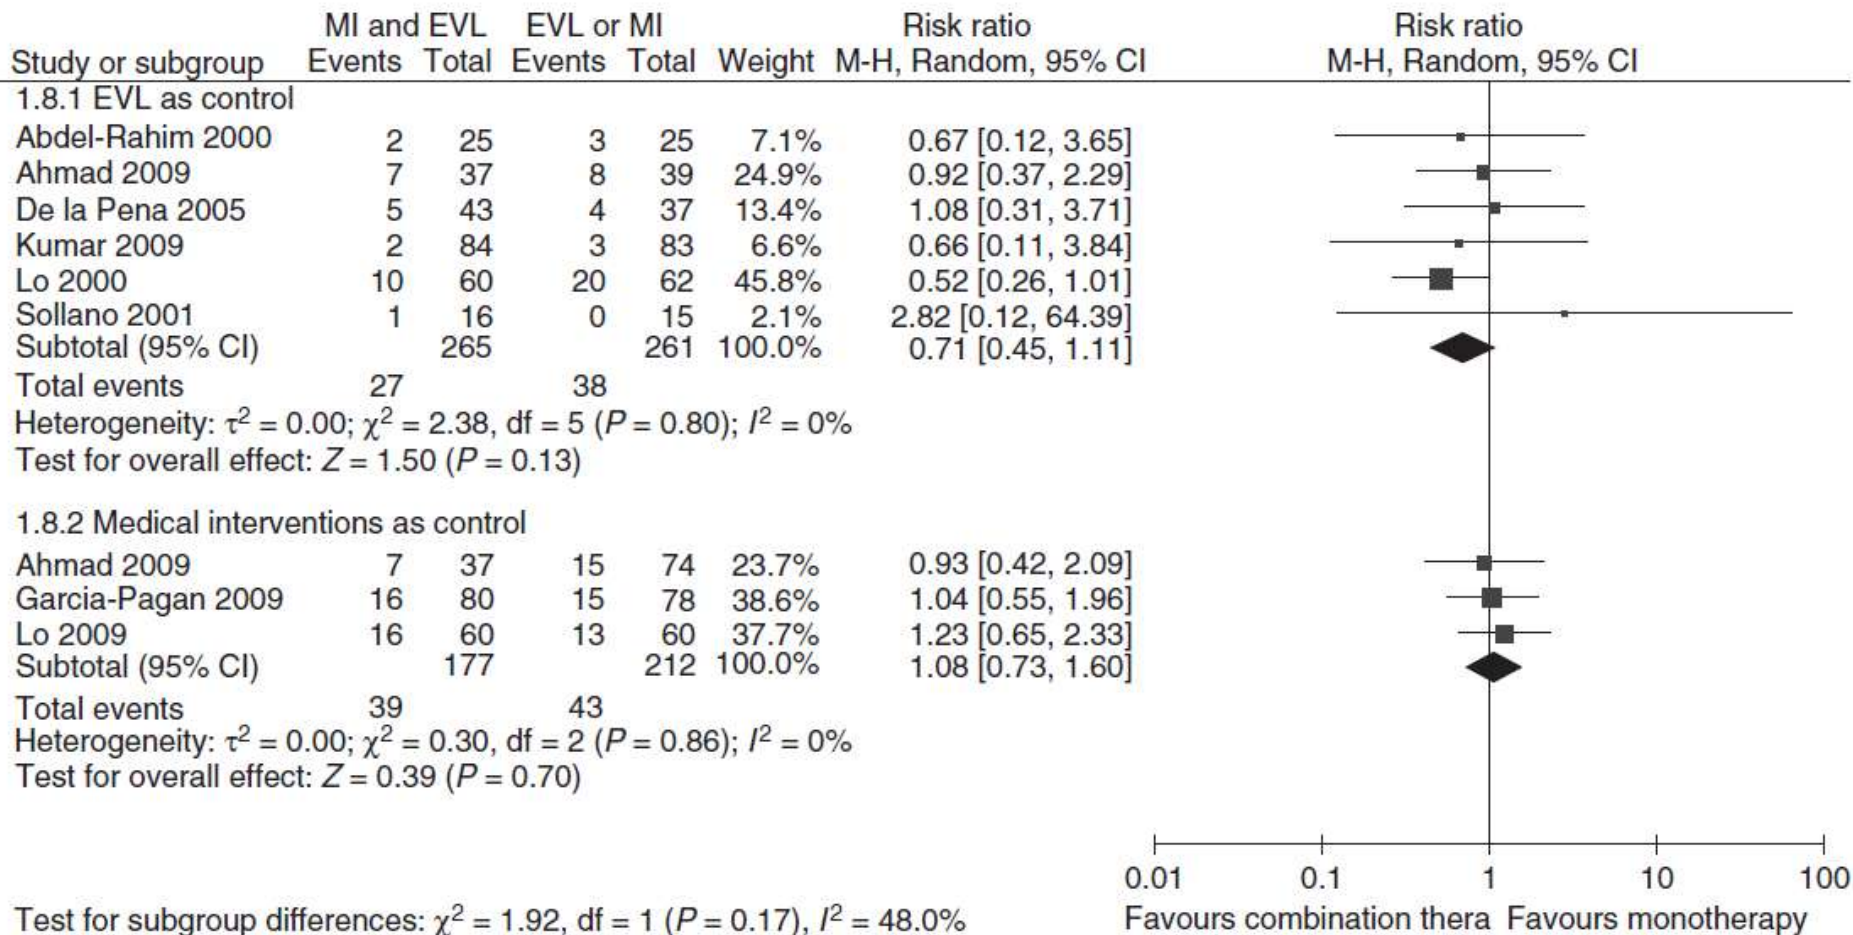 MI and EVL EVL or MI Risk ratio Risk ratio
Study or subgroup Events Total Events Total Weight M-H, Random, 95% CI M-H, Random, 95% CI
1.8.1 EVL as control
Abdel-Rahim 2000 2 25 3 25 7.1% 0.67 [0.12, 3.65]
Ahmad 2009 7 37 8 39 24.9% 0.92 [0.37, 2.29]
De la Pena 2005 5 43 4 37 13.4% 1.08 [0.31, 3.71]
Kumar 2009 2 84 3 83 6.6% 0.66 [0.11, 3.84]
Lo 2000 10 60 20 62 45.8% 0.52 [0.26, 1.01]
Sollano 2001 1 16 0 15 2.1% 2.82 [0.12, 64.39]
Subtotal (95% CI) 265 261 100.0% 0.71 [0.45, 1.11]
Total events 27 38
Heterogeneity: τ² = 0.00; χ² = 2.38, df = 5 (P = 0.80); I² = 0%
Test for overall effect: Z = 1.50 (P = 0.13)
1.8.2 Medical interventions as control
Ahmad 2009 7 37 15 74 23.7% 0.93 [0.42, 2.09]
Garcia-Pagan 2009 16 80 15 78 38.6% 1.04 [0.55, 1.96]
Lo 2009 16 60 13 60 37.7% 1.23 [0.65, 2.33]
Subtotal (95% CI) 177 212 100.0% 1.08 [0.73, 1.60]
Total events 39 43
Heterogeneity: τ² = 0.00; χ² = 0.30, df = 2 (P = 0.86); I² = 0%
Test for overall effect: Z = 0.39 (P = 0.70)
0.01 0.1 1 10 100
Test for subgroup differences: χ² = 1.92, df = 1 (P = 0.17), I² = 48.0% Favours combination thera Favours monotherapy